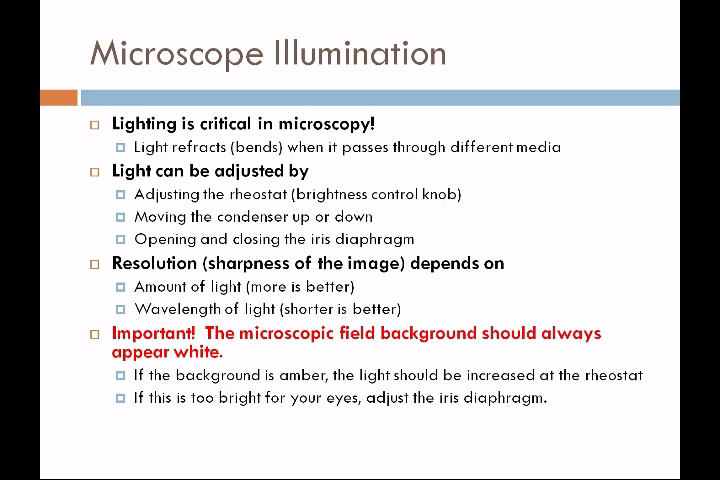 Microscope Illumination
Lighting is critical in microscopy!
Light refracts (bends) when it passes through different media
Light can be adjusted by
Adjusting the rheostat (brightness control knob)
Moving the condenser up or down
Opening and closing the iris diaphragm
Resolution (sharpness of the image) depends on
Amount of light (more is better)
Wavelength of light (shorter is better)
Important! The microscopic field background should always
appear white.
If the background is amber, the light should be increased at the rheostat
If this is too bright for your eyes, adjust the iris diaphragm.